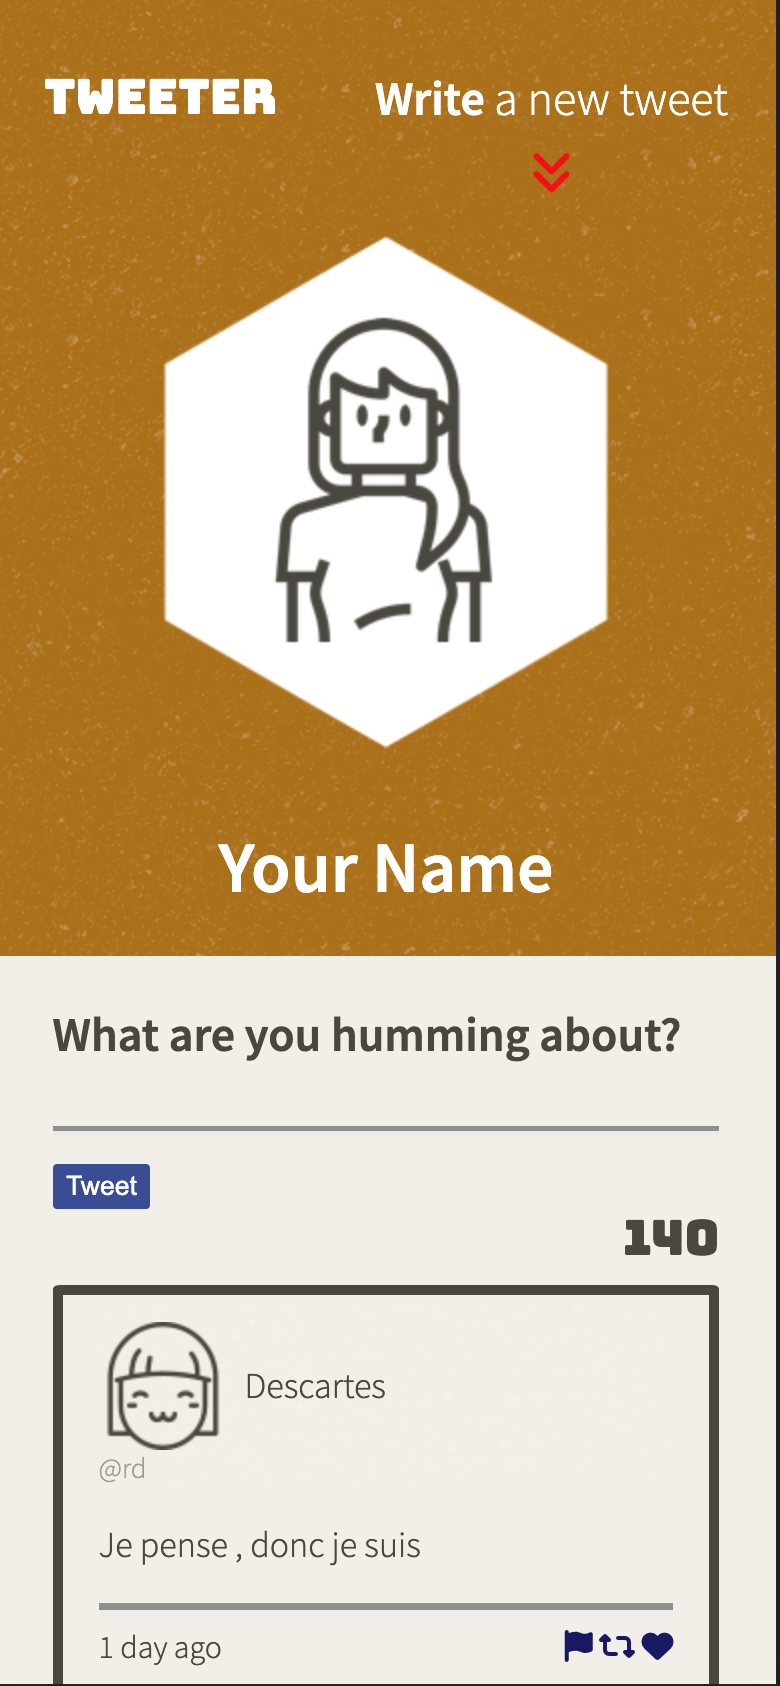 TWEETER
Write a new tweet
Your Name
What are you humming about?
Tweet
140
Descartes
@rd
Je pense , donc je suis
1 day ago